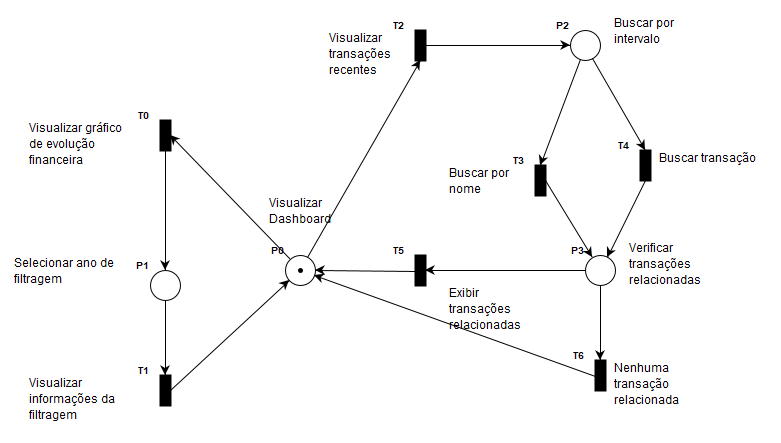 T2
P2
Buscar por
intervalo
Visualizar
transações
recentes
T0
Visualizar gráfico
de evolução
financeira
T4
Buscar transação
T3
Buscar por
nome
Visualizar
Dashboard
P0
T5
P3
Verificar
transações
relacionadas
Selecionar ano de
filtragem
P1
Exibir
transações
relacionadas
T6
Nenhuma
transação
relacionada
T1
Visualizar
informações da
filtragem